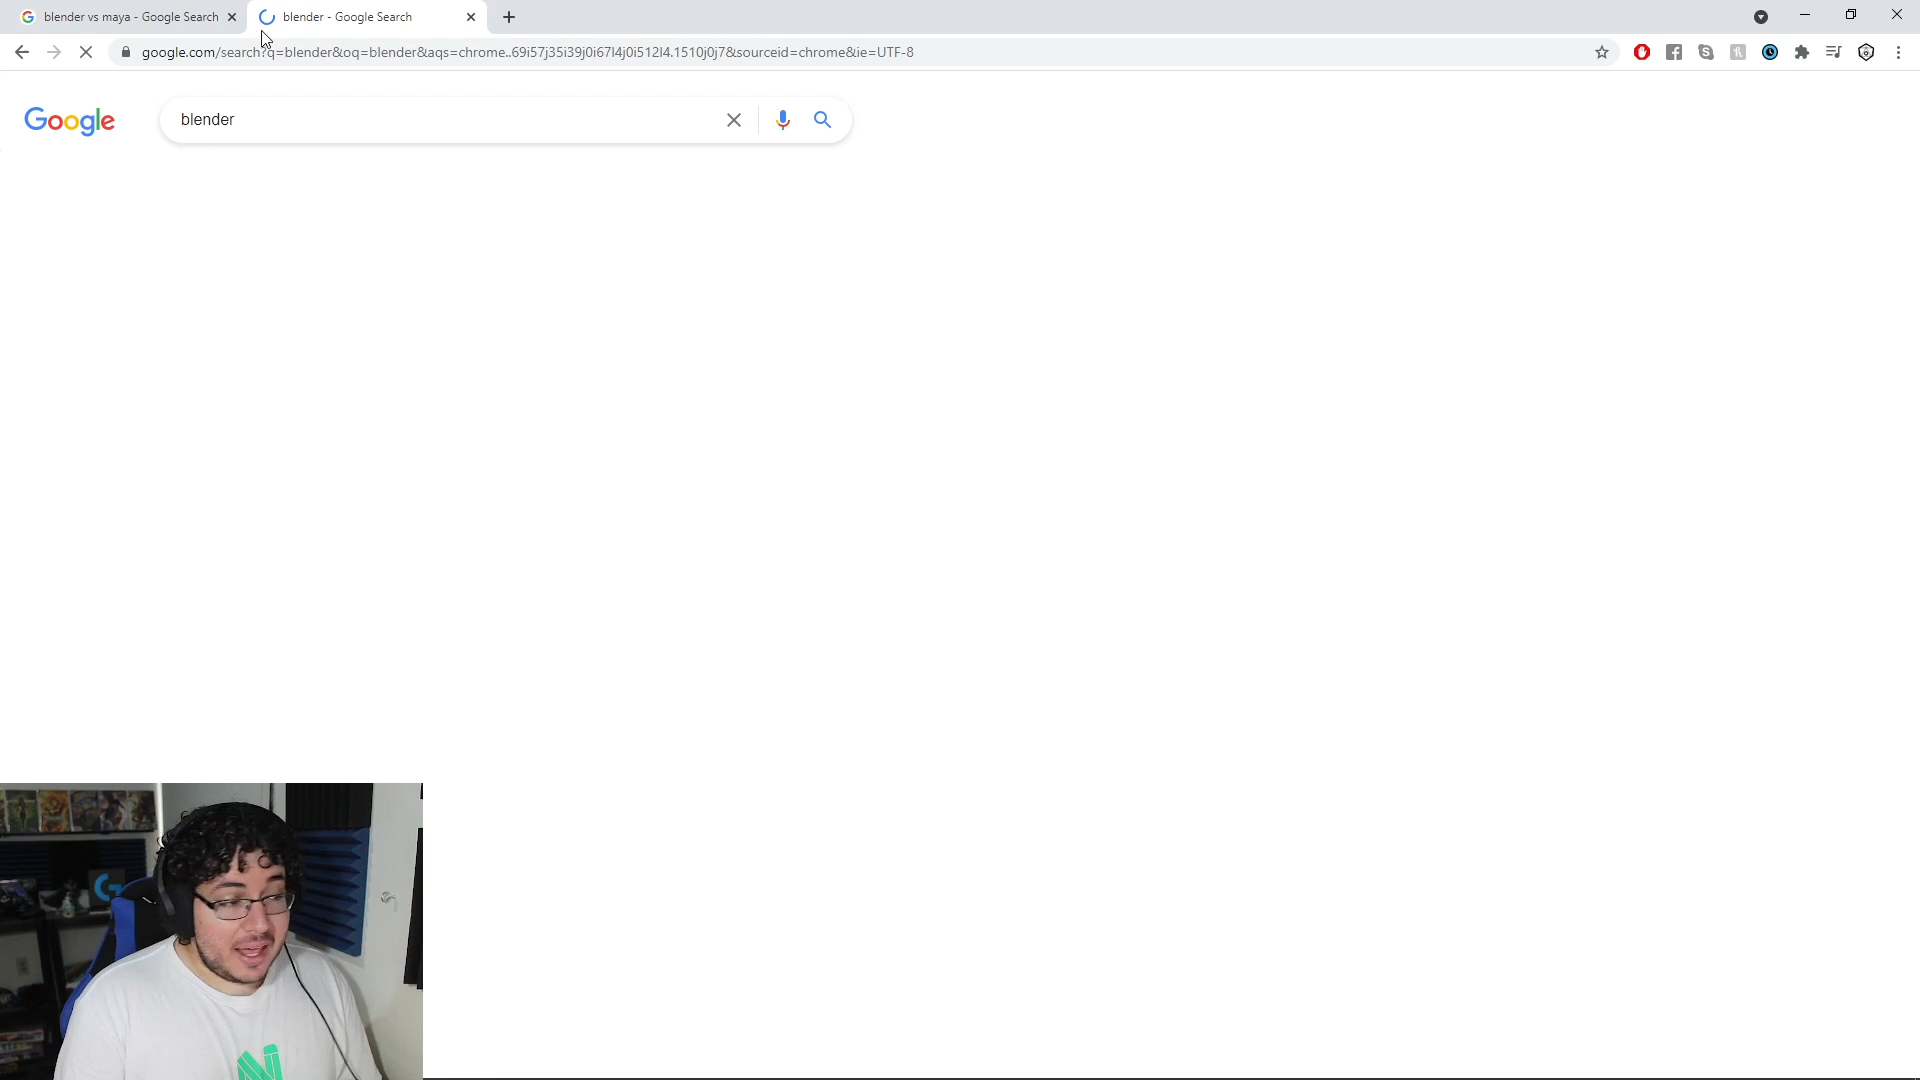 blender vs maya - Google Search
blender - Google Search
google.com/search?q=blender&oq=blender&aqs=chrome..69i57j35i39j0i67l4j0i512l4.1510j0j7&sourceid=chrome&ie=UTF-8
Google
blender